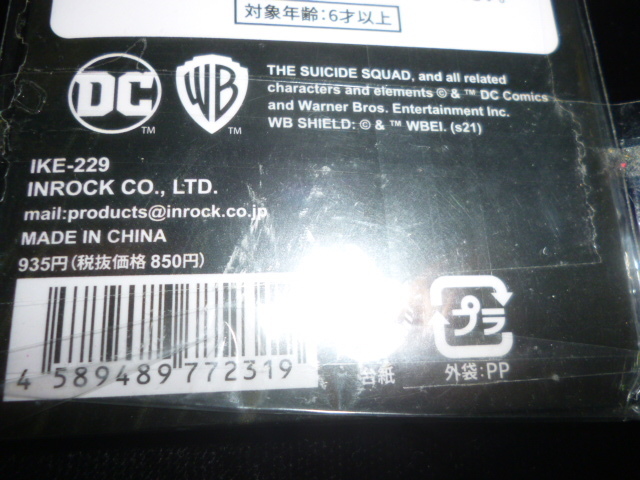 対象年齢:6才以上
DC
TM
WB
TM
THE SUICIDE SQUAD, and all related
characters and elements © & ™ DC Comics
and Warner Bros. Entertainment Inc.
WB SHIELD: © & ™ WBEI. (s21)
IKE-229
INROCK CO., LTD.
mail:products@inrock.co.jp
MADE IN CHINA
935円(税抜価格 850円)
4 589489 772319
プラ
台紙
外袋:PP